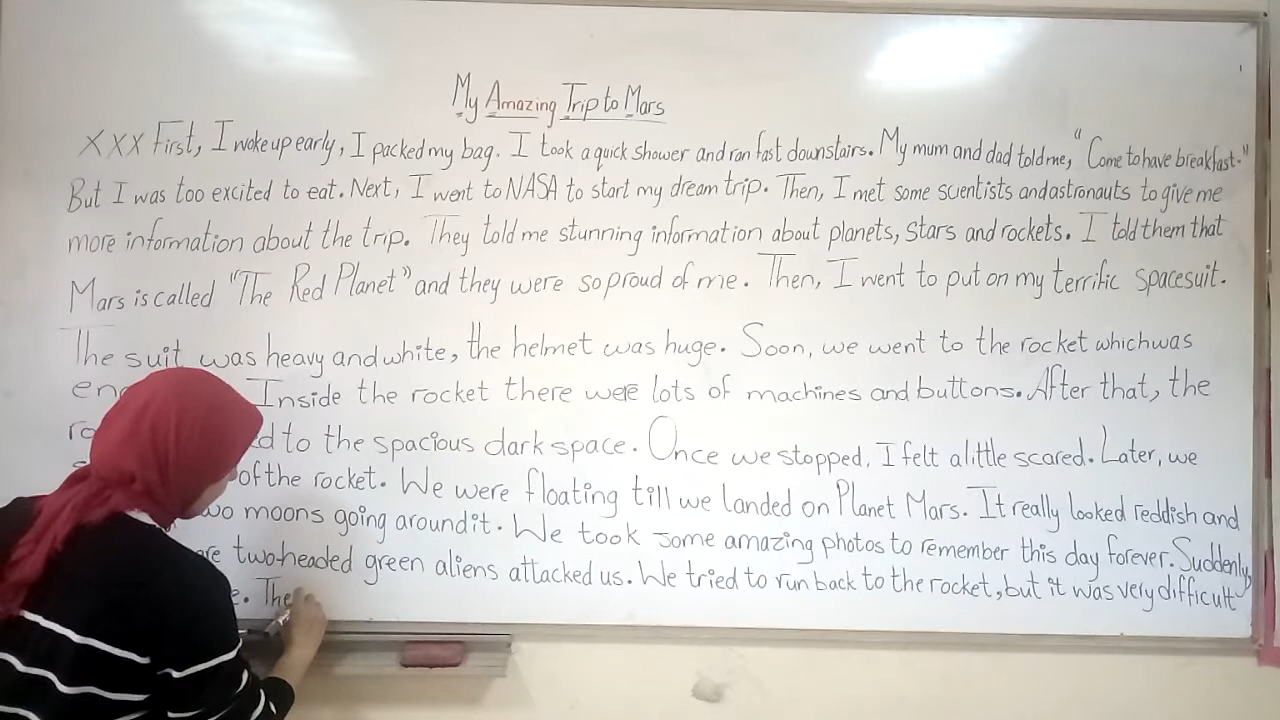 My Amazing Trip to Mars
XXX First, I woke up early, I packed my bag. I took a quick shower and ran fast downstairs. My mum and dad told me, "Come to have breakfast."
But I was too excited to eat. Next, I went to NASA to start my dream trip. Then, I met some scientists and astronauts to give me
more information about the trip. They told me stunning information about planets, stars and rockets. I told them that
Mars is called "The Red Planet" and they were so proud of me. Then, I went to put on my terrific spacesuit.
The suit was heavy and white, the helmet was huge. Soon, we went to the rocket which was
Inside the rocket there were lots of machines and buttons. After that, the
to the spacious dark space. Once we stopped, I felt a little scared. Later, we
of the rocket. We were floating till we landed on Planet Mars. It really looked reddish and
moons going around it. We took some amazing photos to remember this day forever. Suddenly,
two-headed green aliens attacked us. We tried to run back to the rocket, but it was very difficult